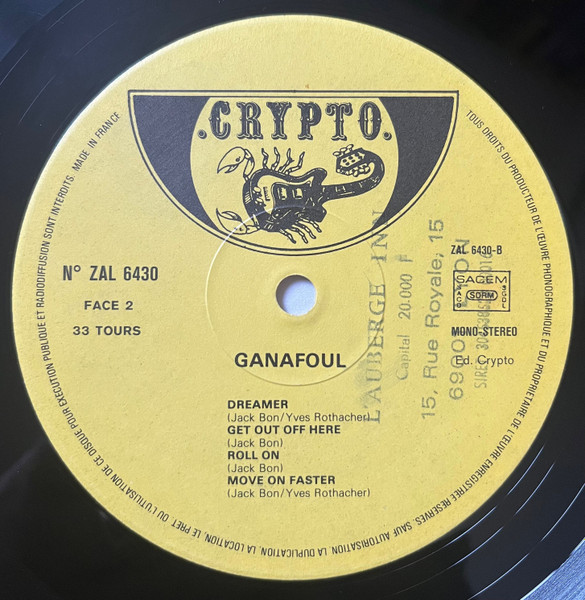 .CRYPTO.
N° ZAL 6430
FACE 2
33 TOURS
ZAL 6430-B
SACEM
SDRM
MONO-STEREO
Ed. Crypto
GANAFOUL
DREAMER
(Jack Bon/Yves Rothacher)
GET OUT OFF HERE
(Jack Bon)
ROLL ON
(Jack Bon)
MOVE ON FASTER
(Jack Bon/Yves Rothacher)
L'AUBERGE INN
Capital 20.000 F
15, Rue Royale, 15
TOUS DROITS DU PRODUCTEUR DE L'ŒUVRE PHONOGRAPHIQUE ET DU PROPRIÉTAIRE DE L'ŒUVRE ENREGISTRÉE RÉSERVÉS. SAUF AUTORISATION. LA DUPLICATION. LA LOCATION. LE PRÊT OU L'UTILISATION DE CE DISQUE POUR EXÉCUTION PUBLIQUE ET RADIODIFFUSION SONT INTERDITS. MADE IN FRANCE